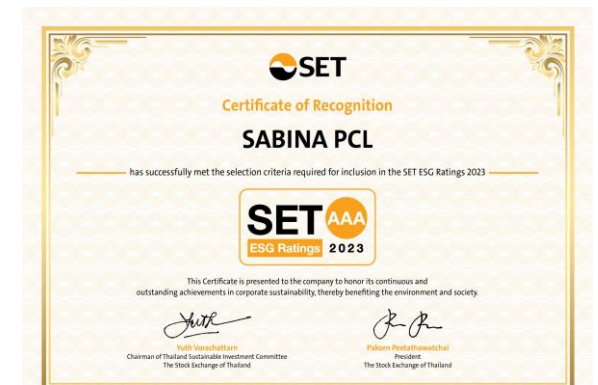 SET
Certificate of Recognition
SABINA PCL
has successfully met the selection criteria required for inclusion in the SET ESG Ratings 2023
SET AAA
ESG Ratings 2023
This Certificate is presented to the company to honor its continuous and
outstanding achievements in corporate sustainability, thereby benefiting the environment and society.
Yuth Vorachattarn Pakorn Peetathawatchai
Chairman of Thailand Sustainable Investment Committee President
The Stock Exchange of Thailand The Stock Exchange of Thailand